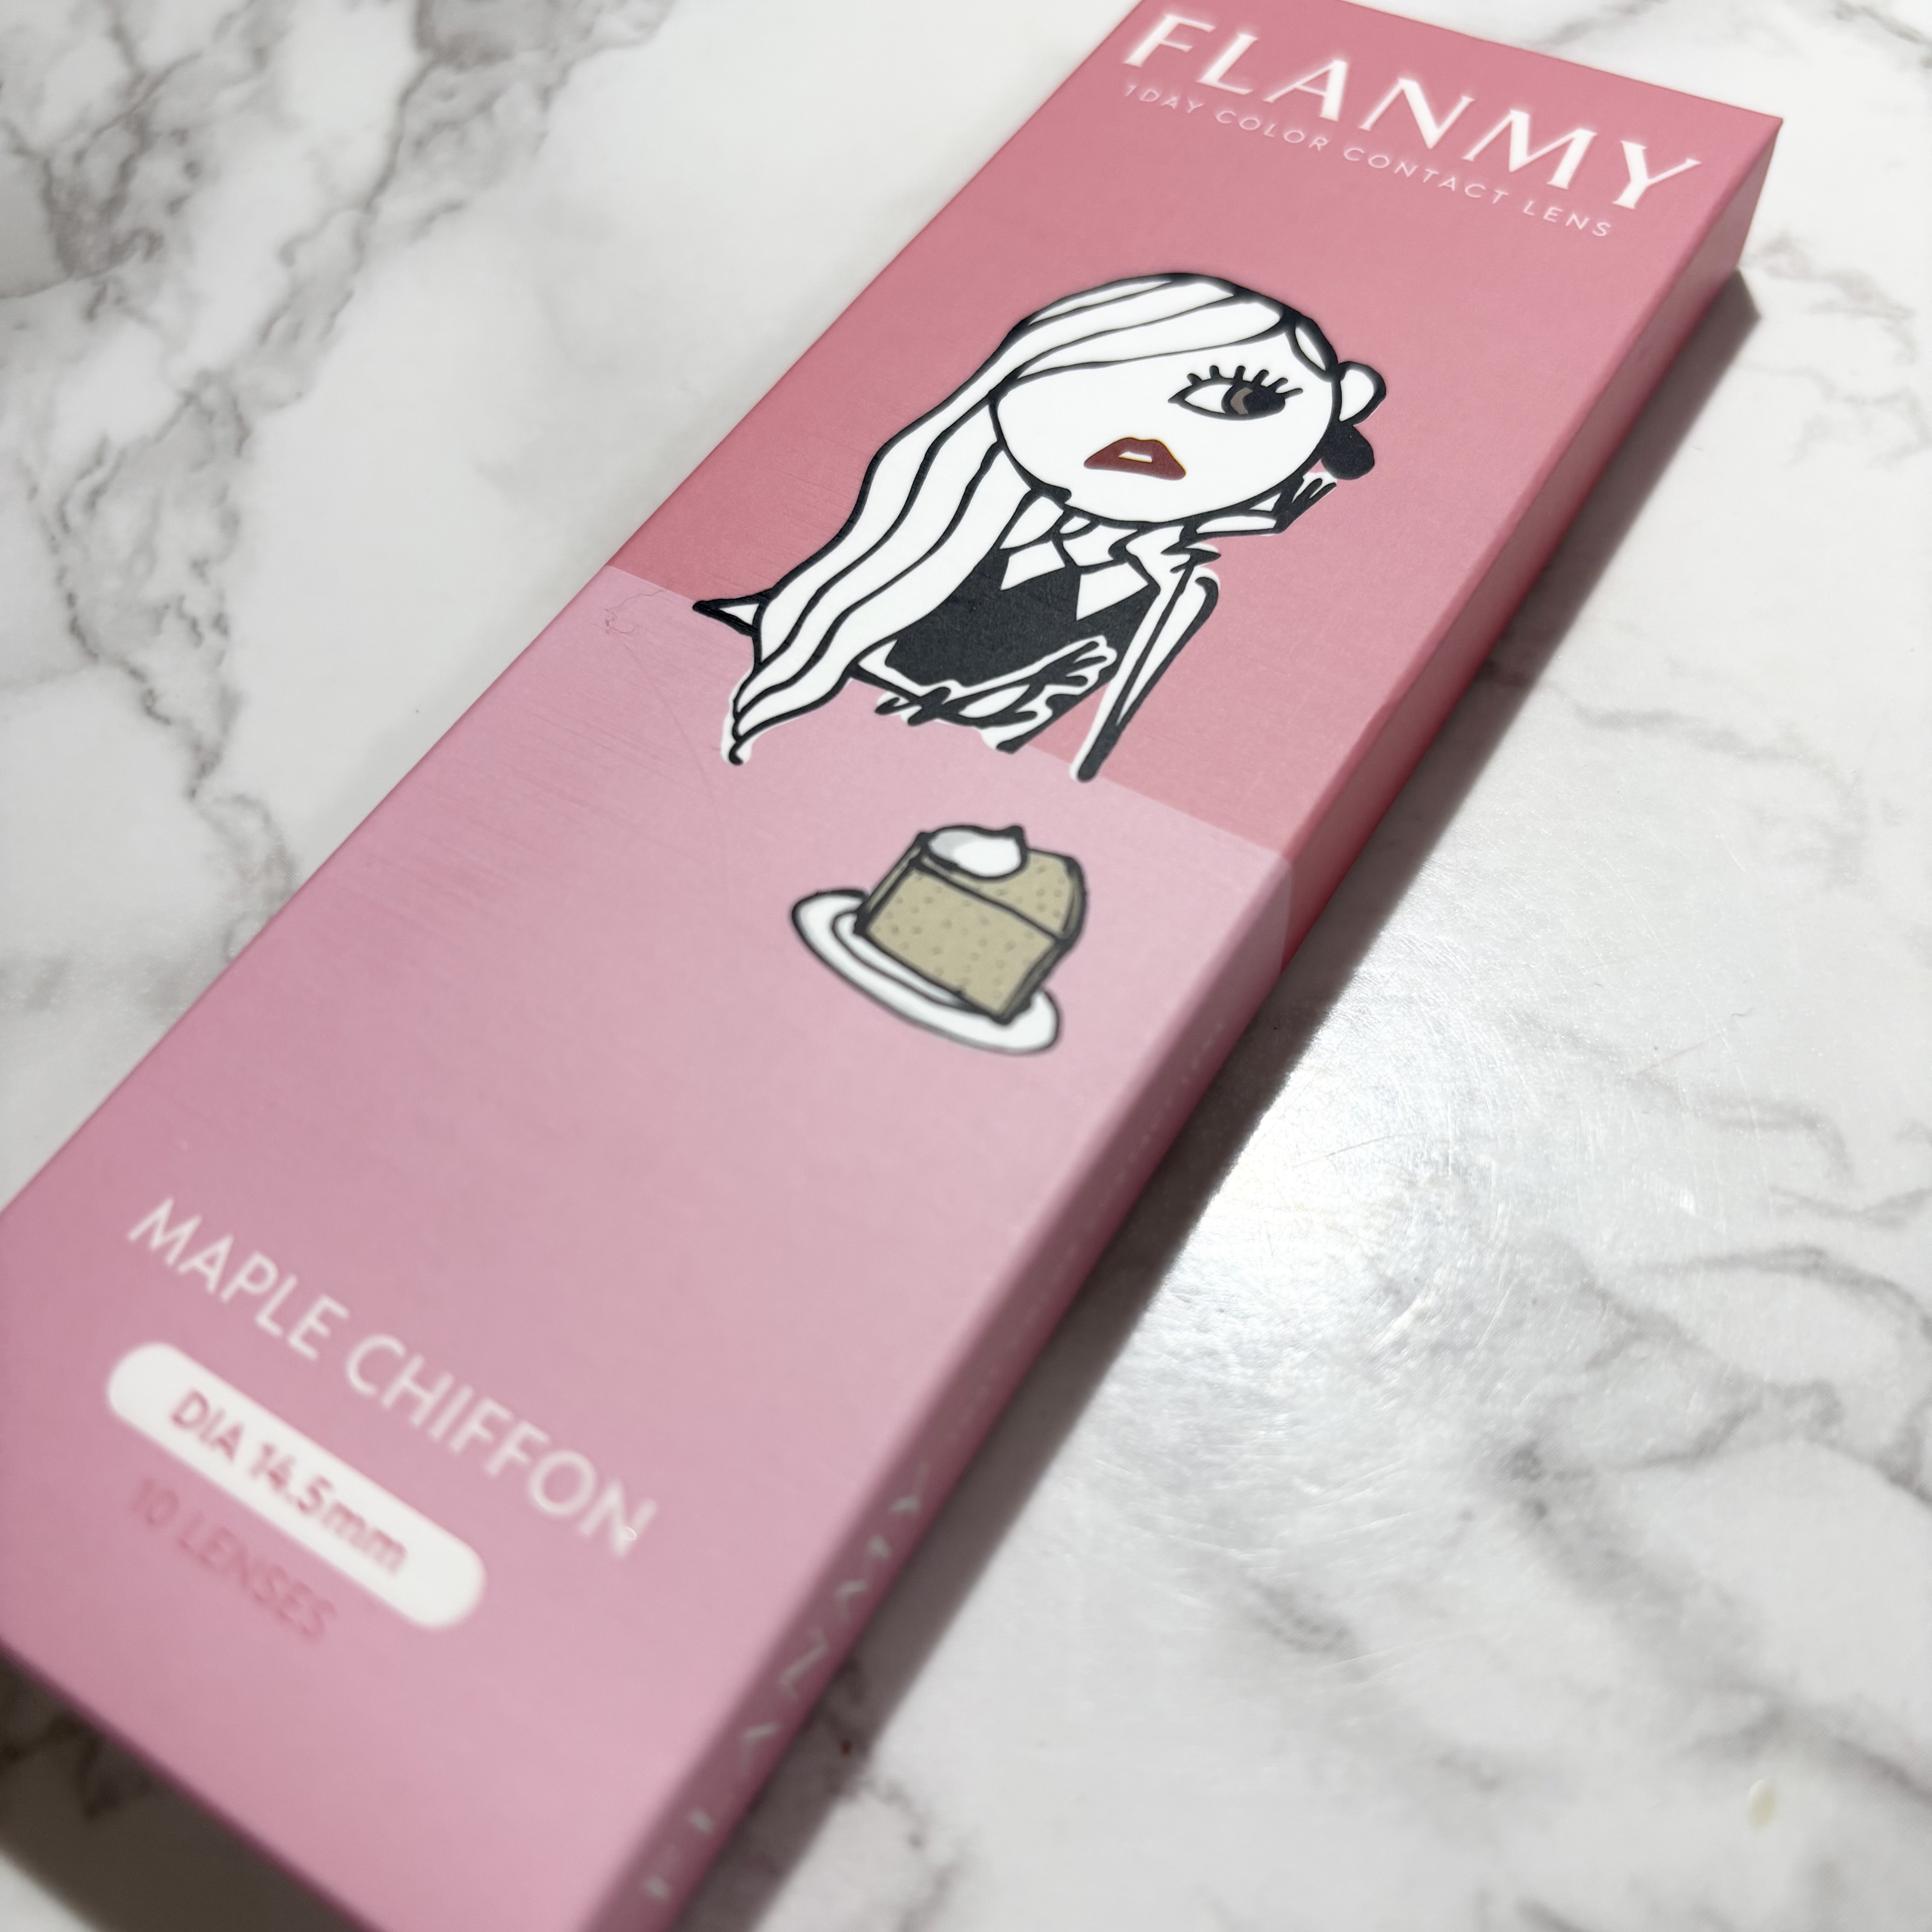 FLANMY
1DAY COLOR CONTACT LENS
MAPLE CHIFFON
DIA 14.5mm
10 LENSES